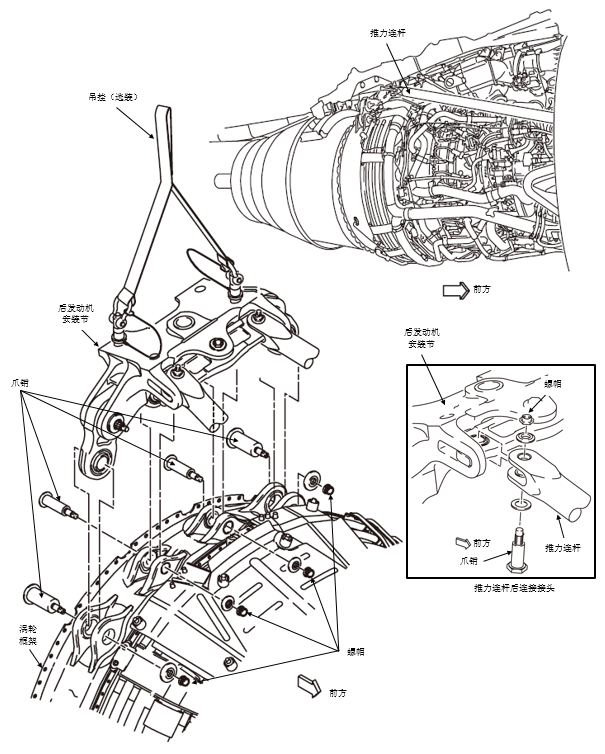 推力连杆
吊挂（选装）
前方
后发动机
安装节
后发动机
安装节
爪销
螺帽
前方
爪销
推力连杆
推力连杆后连接接头
涡轮
框架
螺帽
前方